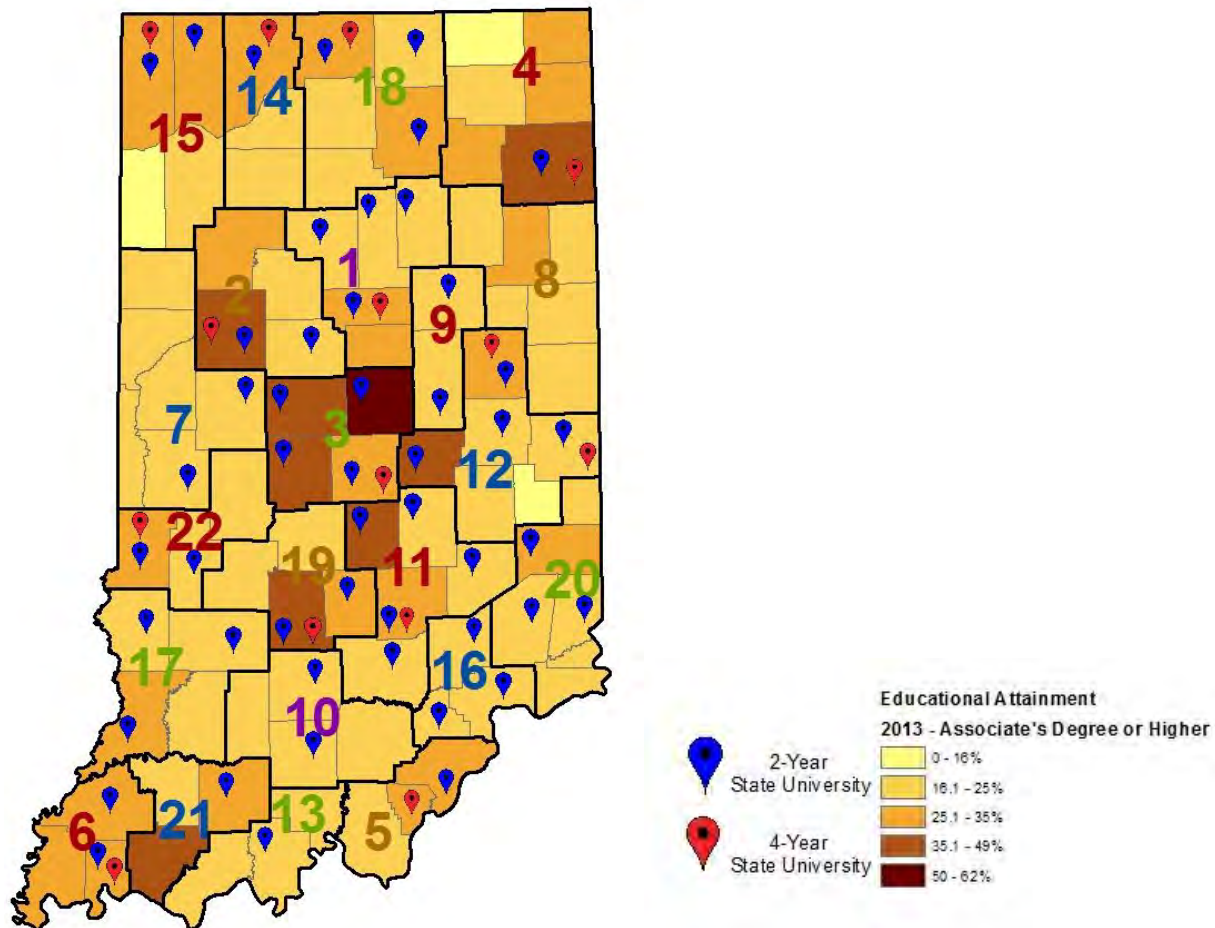 4
14
18
15
1
2
8
9
3
7
12
22
19
11
20
17
16
10
21
13
6
5
Educational Attainment
2013 - Associate's Degree or Higher
0 - 16%
16.1 - 25%
25.1 - 35%
35.1 - 49%
50 - 62%
2-Year
State University
4-Year
State University